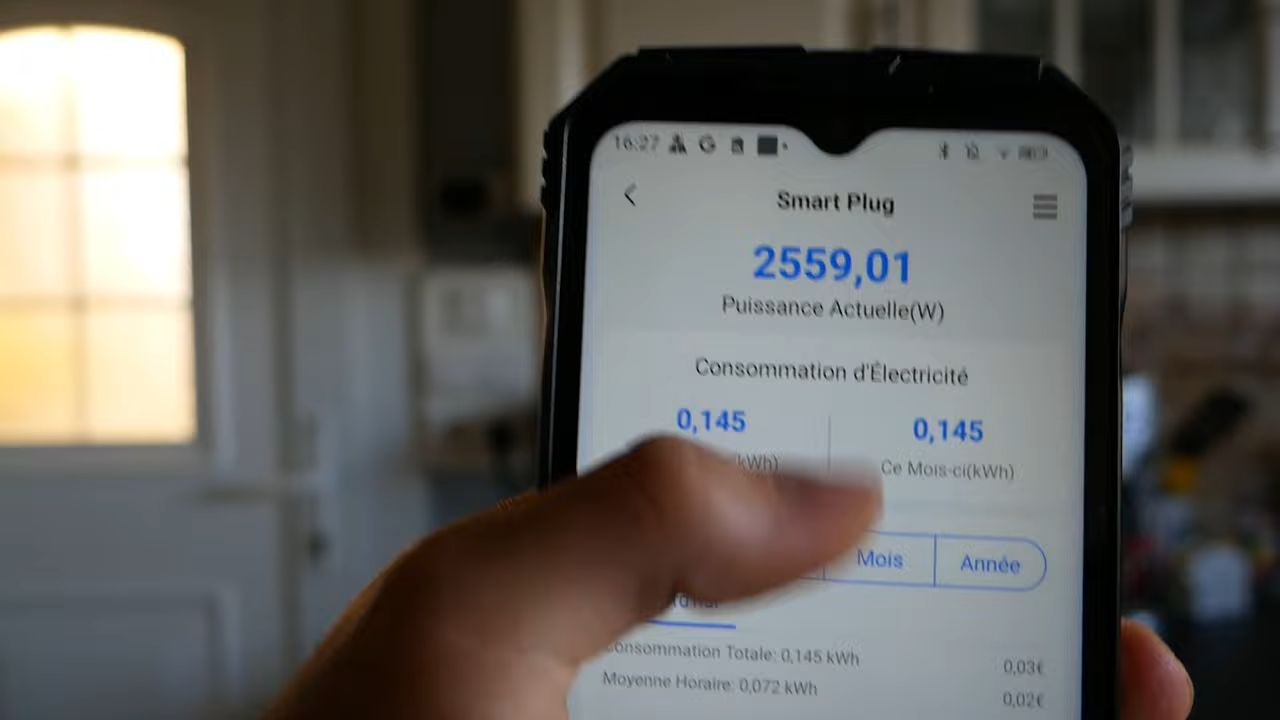 16:27
Smart Plug
2559,01
Puissance Actuelle(W)
Consommation d'Électricité
0,145 0,145
kWh) Ce Mois-ci(kWh)
Mois Année
Consommation Totale: 0,145 kWh 0,03€
Moyenne Horaire: 0,072 kWh 0,02€